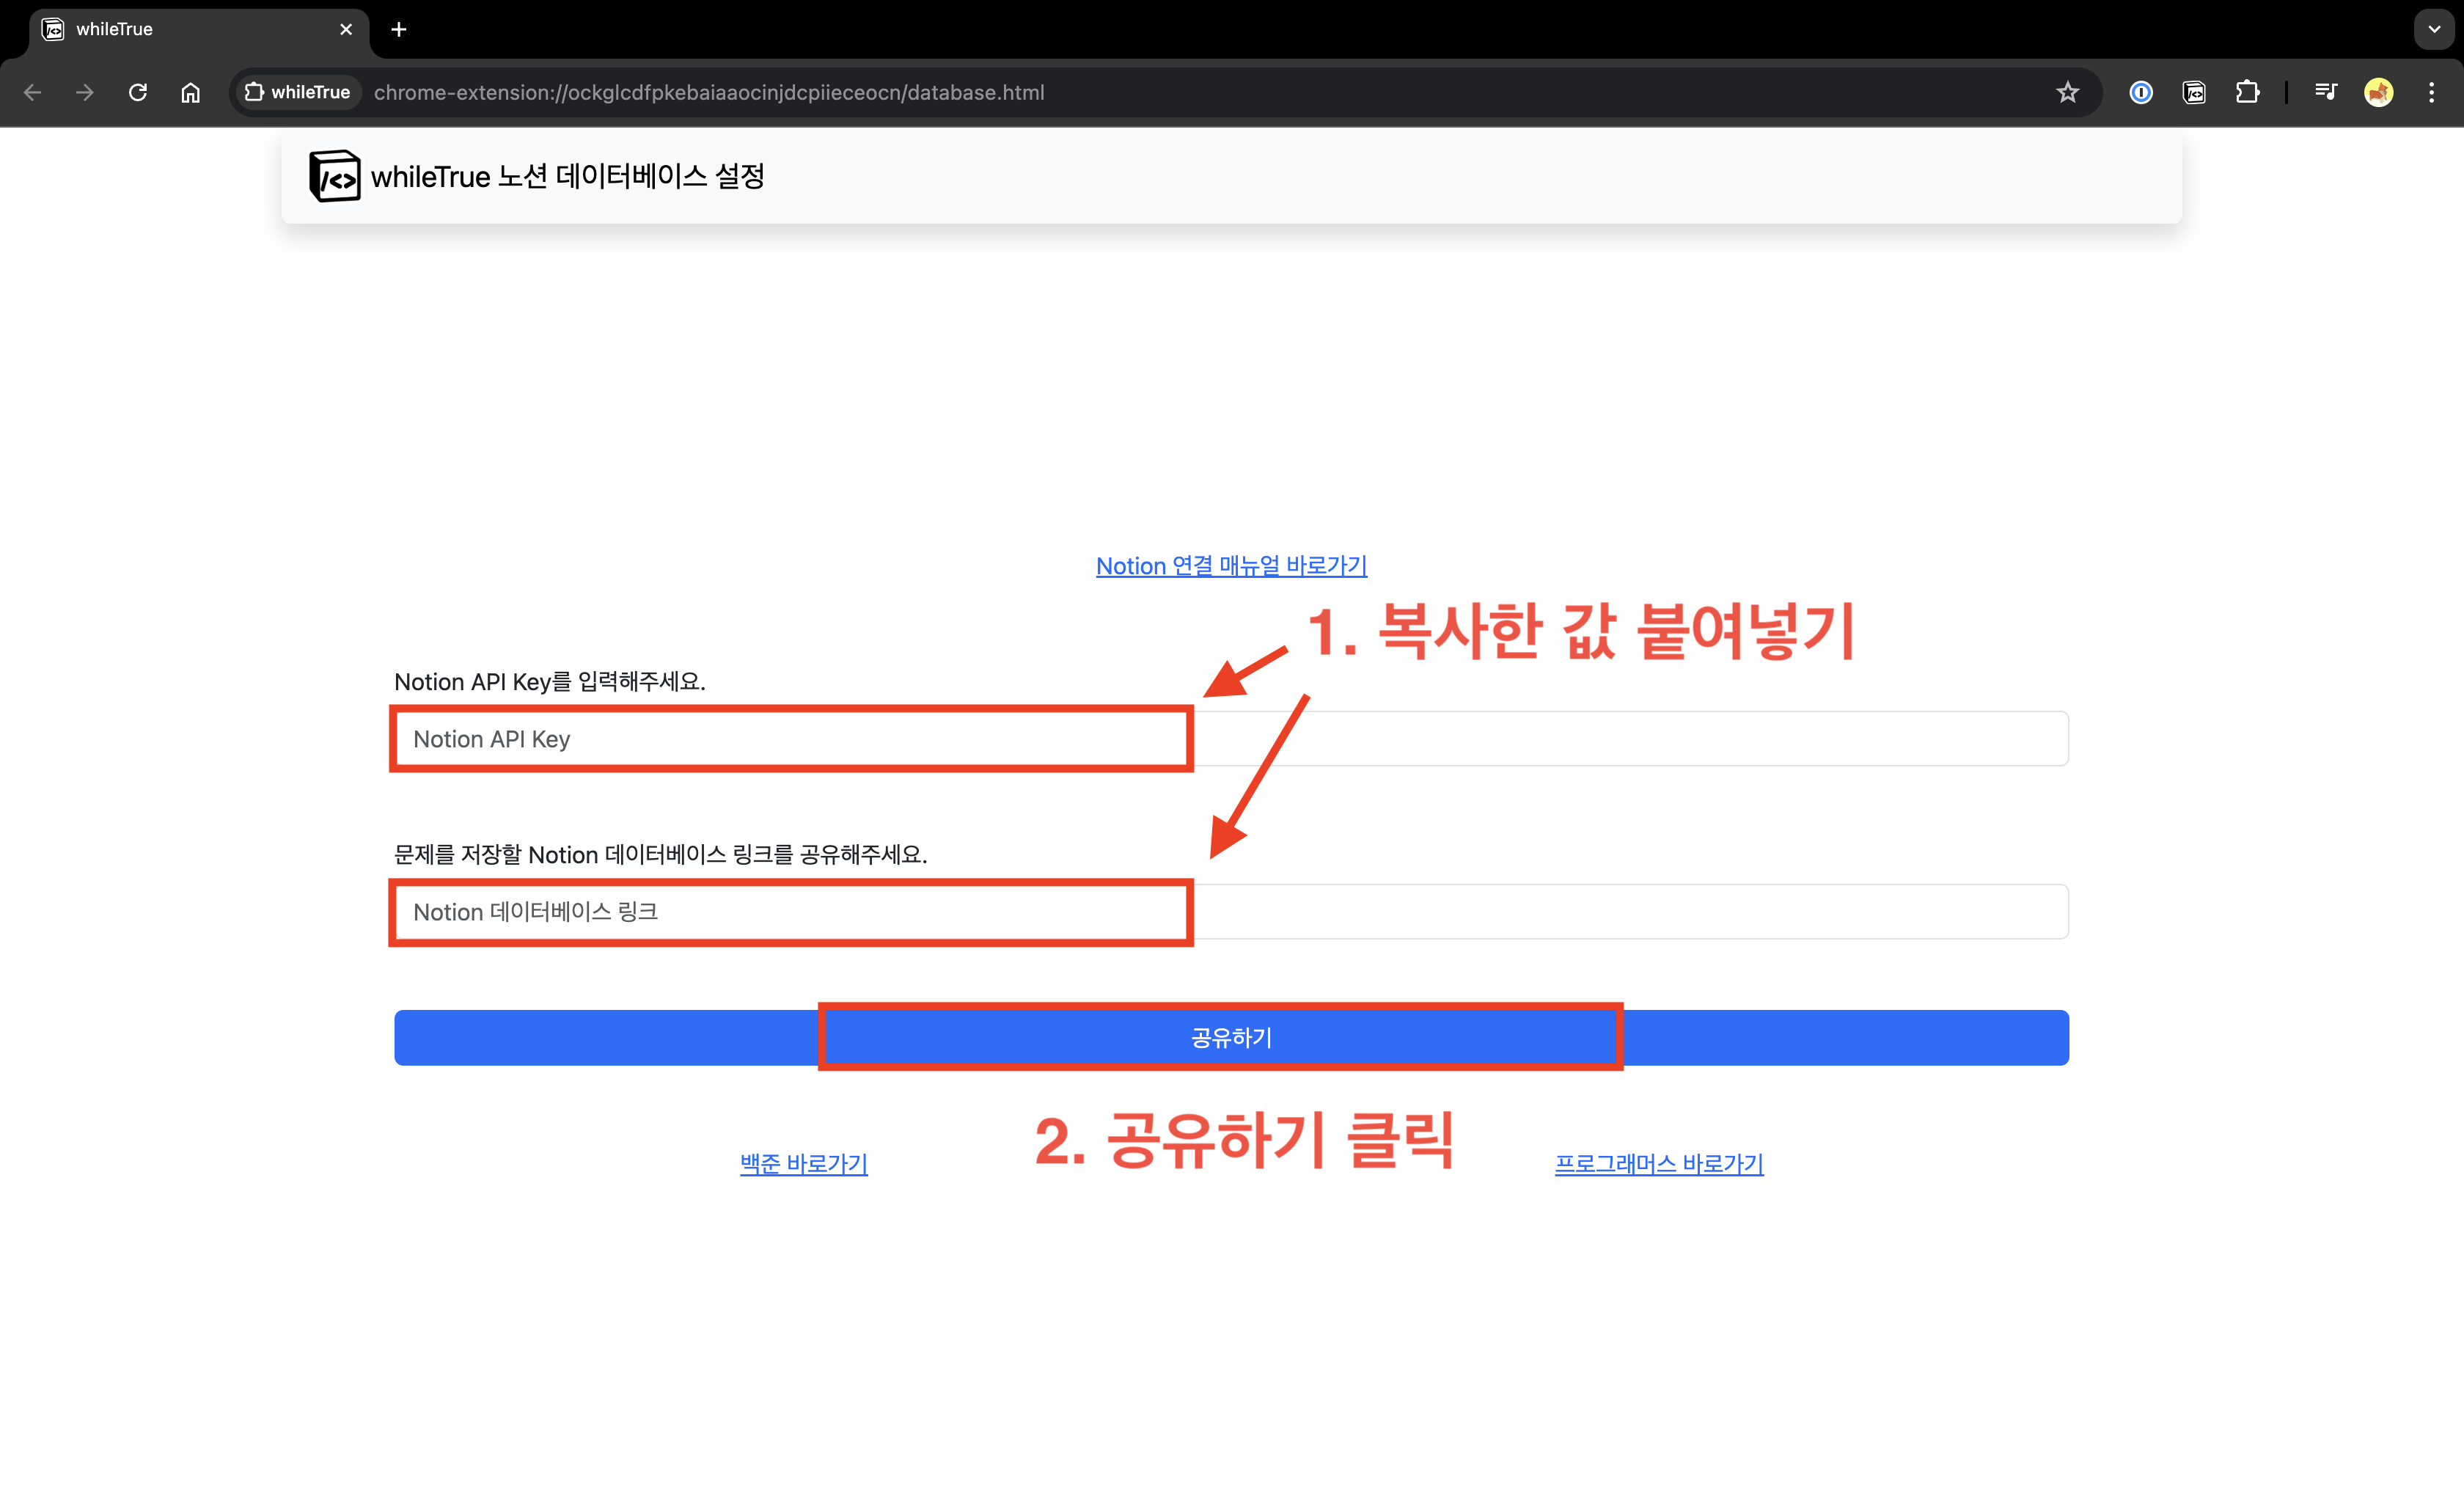 whileTrue
whileTrue chrome-extension://ockglcdfpkebaiaaocinjdcpiieceocn/database.html
whileTrue 노션 데이터베이스 설정
Notion 연결 매뉴얼 바로가기
1. 복사한 값 붙여넣기
Notion API Key를 입력해주세요.
Notion API Key
문제를 저장할 Notion 데이터베이스 링크를 공유해주세요.
Notion 데이터베이스 링크
공유하기
2. 공유하기 클릭
백준 바로가기
프로그래머스 바로가기